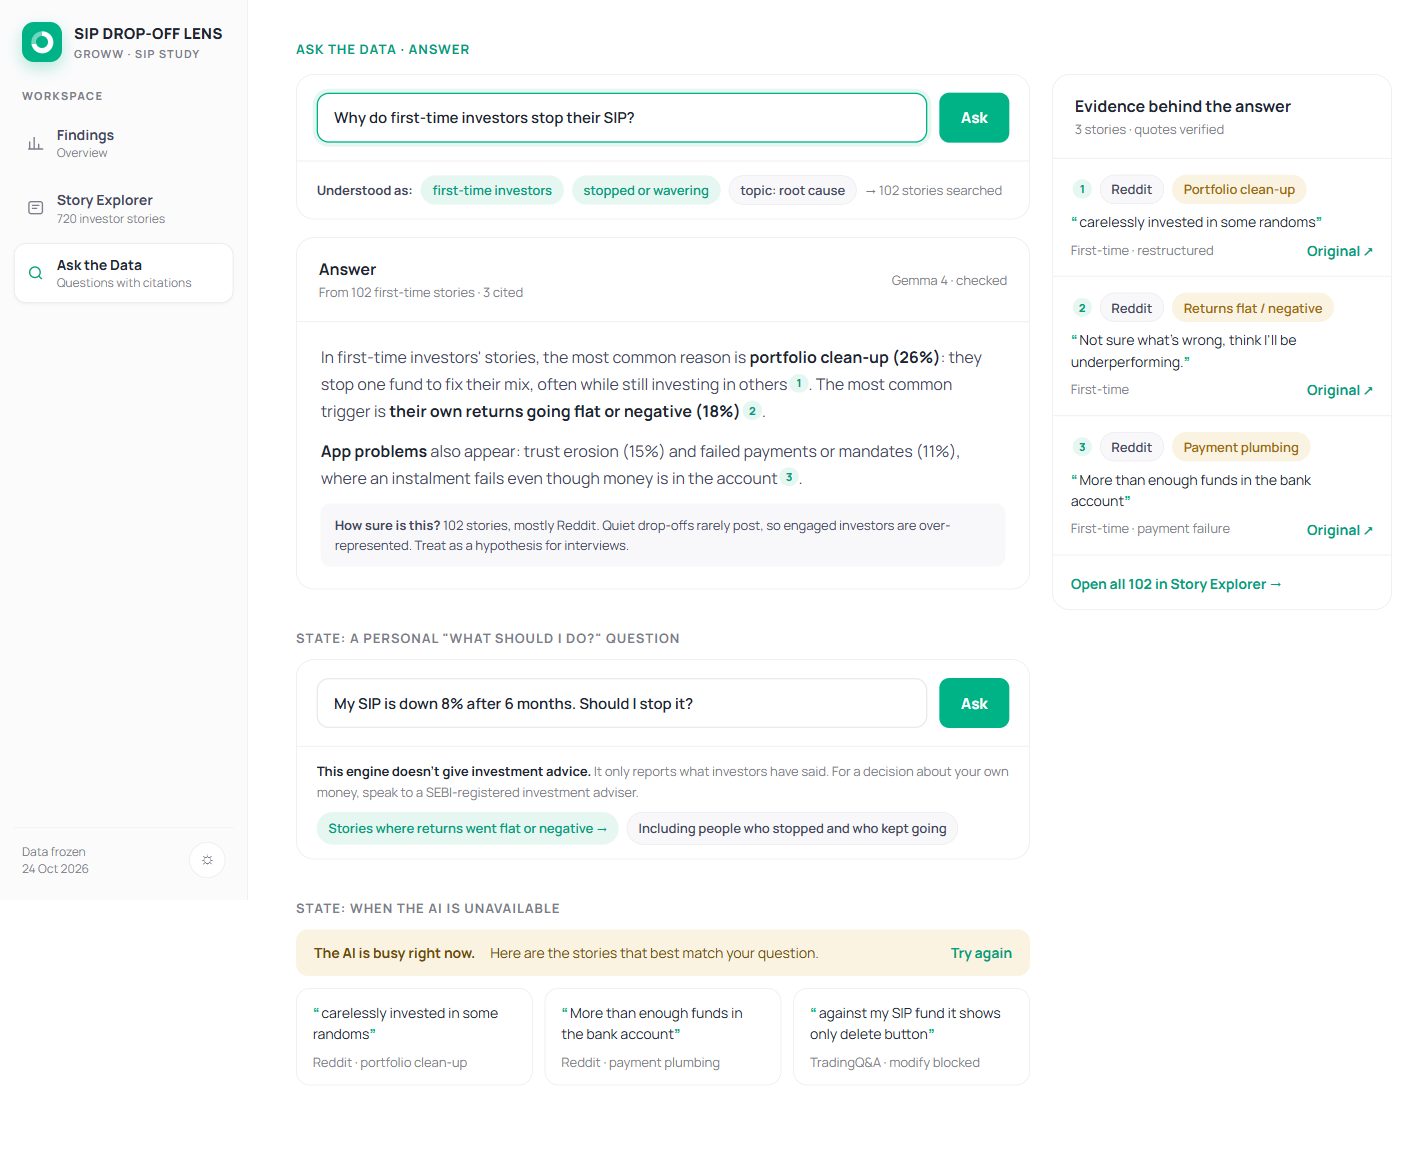 SIP DROP-OFF LENS
GROWW · SIP STUDY
WORKSPACE
Findings
Overview
Story Explorer
720 investor stories
Ask the Data
Questions with citations
Data frozen
24 Oct 2026
ASK THE DATA · ANSWER
Why do first-time investors stop their SIP?
Ask
Understood as: first-time investors stopped or wavering topic: root cause → 102 stories searched
Answer
From 102 first-time stories · 3 cited
Gemma 4 · checked
In first-time investors' stories, the most common reason is portfolio clean-up (26%): they
stop one fund to fix their mix, often while still investing in others 1. The most common
trigger is their own returns going flat or negative (18%) 2.
App problems also appear: trust erosion (15%) and failed payments or mandates (11%),
where an instalment fails even though money is in the account 3.
How sure is this? 102 stories, mostly Reddit. Quiet drop-offs rarely post, so engaged investors are over-
represented. Treat as a hypothesis for interviews.
Evidence behind the answer
3 stories · quotes verified
1 Reddit Portfolio clean-up
“carelessly invested in some randoms”
First-time · restructured Original ↗
2 Reddit Returns flat / negative
“Not sure what's wrong, think I'll be
underperforming.”
First-time Original ↗
3 Reddit Payment plumbing
“More than enough funds in the bank
account”
First-time · payment failure Original ↗
Open all 102 in Story Explorer →
STATE: A PERSONAL "WHAT SHOULD I DO?" QUESTION
My SIP is down 8% after 6 months. Should I stop it?
Ask
This engine doesn't give investment advice. It only reports what investors have said. For a decision about your own
money, speak to a SEBI-registered investment adviser.
Stories where returns went flat or negative → Including people who stopped and who kept going
STATE: WHEN THE AI IS UNAVAILABLE
The AI is busy right now. Here are the stories that best match your question. Try again
“carelessly invested in some
randoms”
Reddit · portfolio clean-up
“More than enough funds in
the bank account”
Reddit · payment plumbing
“against my SIP fund it shows
only delete button”
TradingQ&A · modify blocked